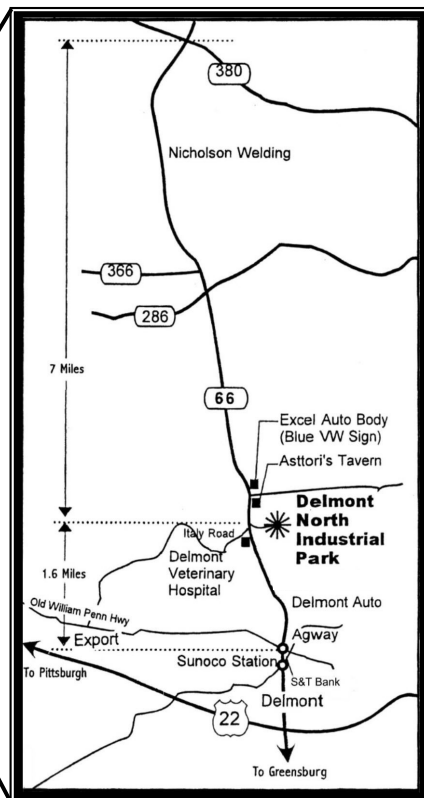 380
Nicholson Welding
366
286
7 Miles
66
Excel Auto Body
(Blue VW Sign)
Asttori's Tavern
Delmont
North
Industrial
Park
Italy Road
Delmont
Veterinary
Hospital
1.6 Miles
Delmont Auto
Old William Penn Hwy
Export
Agway
Sunoco Station
S&T Bank
To Pittsburgh
Delmont
22
To Greensburg